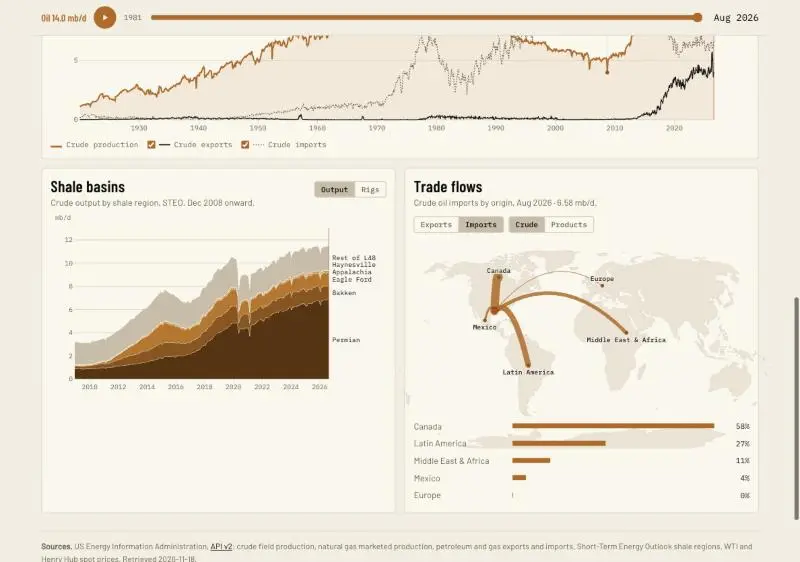 Oil 14.0 mb/d
1981
Aug 2026
5
0
1930 1940 1950 1960 1970 1980 1990 2000 2010 2020
Crude production Crude exports Crude imports
Shale basins
Output Rigs
Crude output by shale region, STEO. Dec 2008 onward.
mb/d
12
10
8
6
4
2
0
Rest of L48
Haynesville
Appalachia
Eagle Ford
Bakken
Permian
2010 2012 2014 2016 2018 2020 2022 2024 2026
Trade flows
Crude oil imports by origin, Aug 2026 · 6.58 mb/d.
Exports Imports Crude Products
Canada
Europe
Mexico
Middle East & Africa
Latin America
Canada 58%
Latin America 27%
Middle East & Africa 11%
Mexico 4%
Europe 0%
Sources. US Energy Information Administration, API v2: crude field production, natural gas marketed production, petroleum and gas exports and imports, Short-Term Energy Outlook shale regions, WTI and
Henry Hub spot prices. Retrieved 2026-11-18.